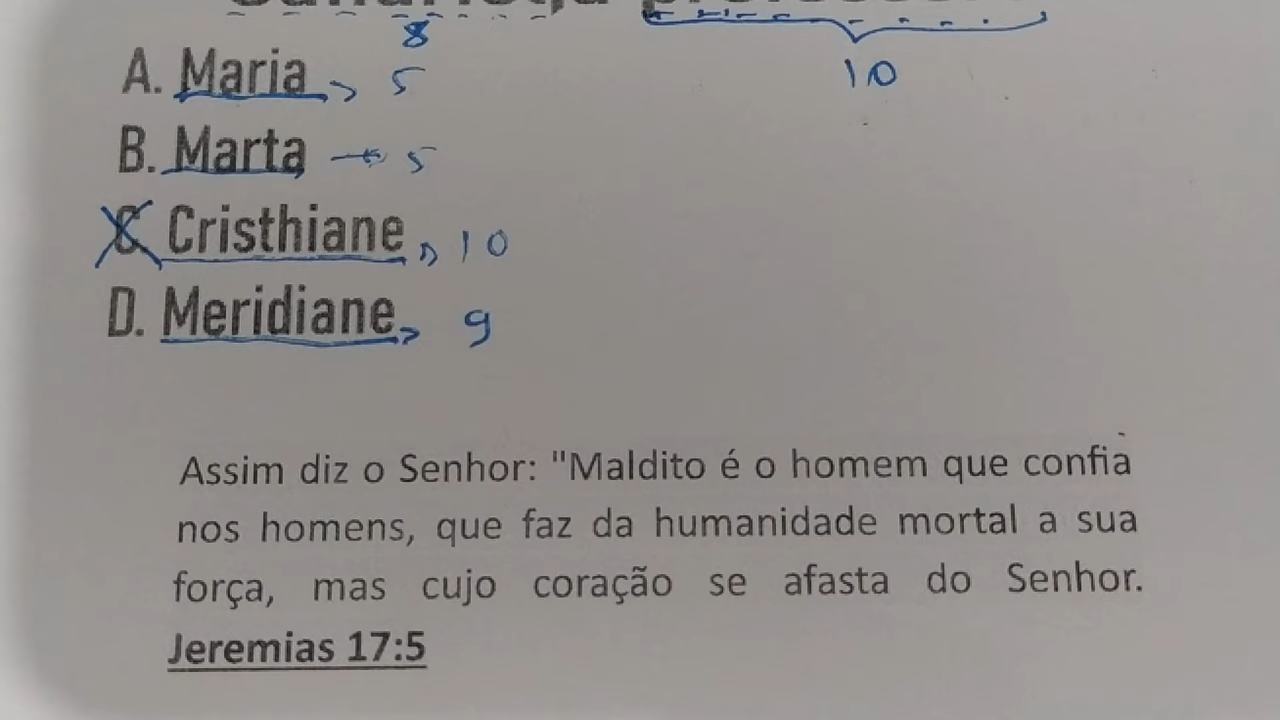 8
A. Maria 5 10
B. Marta 5
C Cristhiane 10
D. Meridiane 9
Assim diz o Senhor: "Maldito é o homem que confia
nos homens, que faz da humanidade mortal a sua
força, mas cujo coração se afasta do Senhor.
Jeremias 17:5